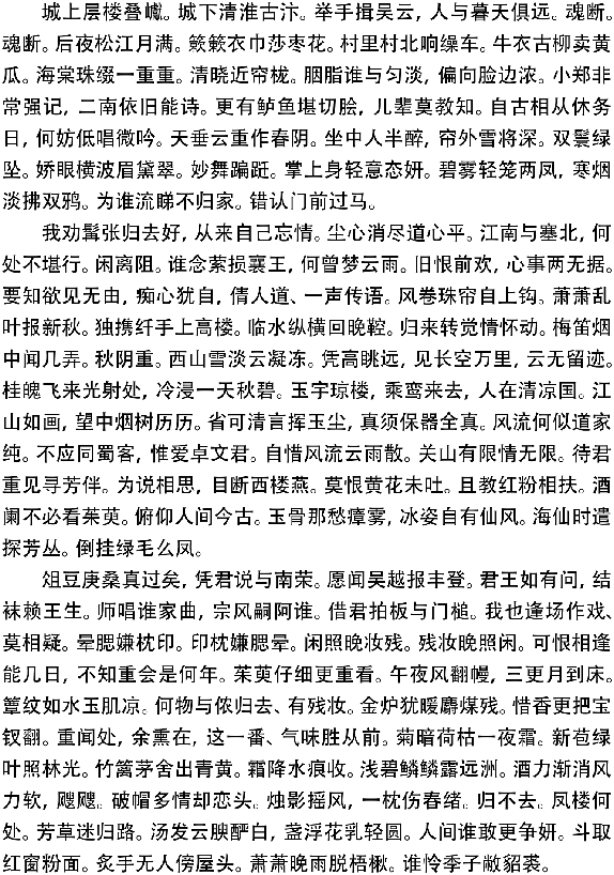 城上层楼叠巘。城下清淮古汴。举手揖吴云，人与暮天俱远。魂断。
魂断。后夜松江月满。簌簌衣巾莎枣花。村里村北响缲车。牛衣古柳卖黄
瓜。海棠珠缀一重重。清晓近帘栊。胭脂谁与匀淡，偏向脸边浓。小郑非
常强记，二南依旧能诗。更有鲈鱼堪切脍，儿辈莫教知。自古相从休务
日，何妨低唱微吟。天垂云重作春阴。坐中人半醉，帘外雪将深。双鬟绿
坠。娇眼横波眉黛翠。妙舞蹁跹。掌上身轻意态妍。碧雾轻笼两凤，寒烟
淡拂双鸦。为谁流睇不归家。错认门前过马。
我劝髯张归去好，从来自己忘情。尘心消尽道心平。江南与塞北，何
处不堪行。闲离阻。谁念萦损襄王，何曾梦云雨。旧恨前欢，心事两无据。
要知欲见无由，痴心犹自，倩人道、一声传语。风卷珠帘自上钩。萧萧乱
叶报新秋。独携纤手上高楼。临水纵横回晚鞚。归来转觉情怀动。梅笛烟
中闻几弄。秋阴重。西山雪淡云凝冻。凭高眺远，见长空万里，云无留迹。
桂魄飞来光射处，冷浸一天秋碧。玉宇琼楼，乘鸾来去，人在清凉国。江
山如画，望中烟树历历。省可清言挥玉尘，真须保器全真。风流何似道家
纯。不应同蜀客，惟爱卓文君。自惜风流云雨散。关山有限情无限。待君
重见寻芳伴。为说相思，目断西楼燕。莫恨黄花未吐。且教红粉相扶。酒
阑不必看茱萸。俯仰人间今古。玉骨那愁瘴雾，冰姿自有仙风。海仙时遣
探芳丛。倒挂绿毛么凤。
俎豆庚桑真过矣，凭君说与南荣。愿闻吴越报丰登。君王如有问，结
袜赖王生。师唱谁家曲，宗风嗣阿谁。借君拍板与门槌。我也逢场作戏、
莫相疑。晕腮嫌枕印。印枕嫌腮晕。闲照晚妆残。残妆晚照闲。可恨相逢
能几日，不知重会是何年。茱萸仔细更重看。午夜风翻幔，三更月到床。
簟纹如水玉肌凉。何物与侬归去、有残妆。金炉犹暖麝煤残。惜香更把宝
钗翻。重闻处，余熏在，这一番、气味胜从前。菊暗荷枯一夜霜。新苞绿
叶照林光。竹篱茅舍出青黄。霜降水痕收。浅碧鳞鳞露远洲。酒力渐消风
力软，飕飕。破帽多情却恋头。烛影摇风，一枕伤春绪。归不去。凤楼何
处。芳草迷归路。汤发云腴酽白，盏浮花乳轻圆。人间谁敢更争妍。斗取
红窗粉面。炙手无人傍屋头。萧萧晚雨脱梧楸。谁怜季子敝貂裘。